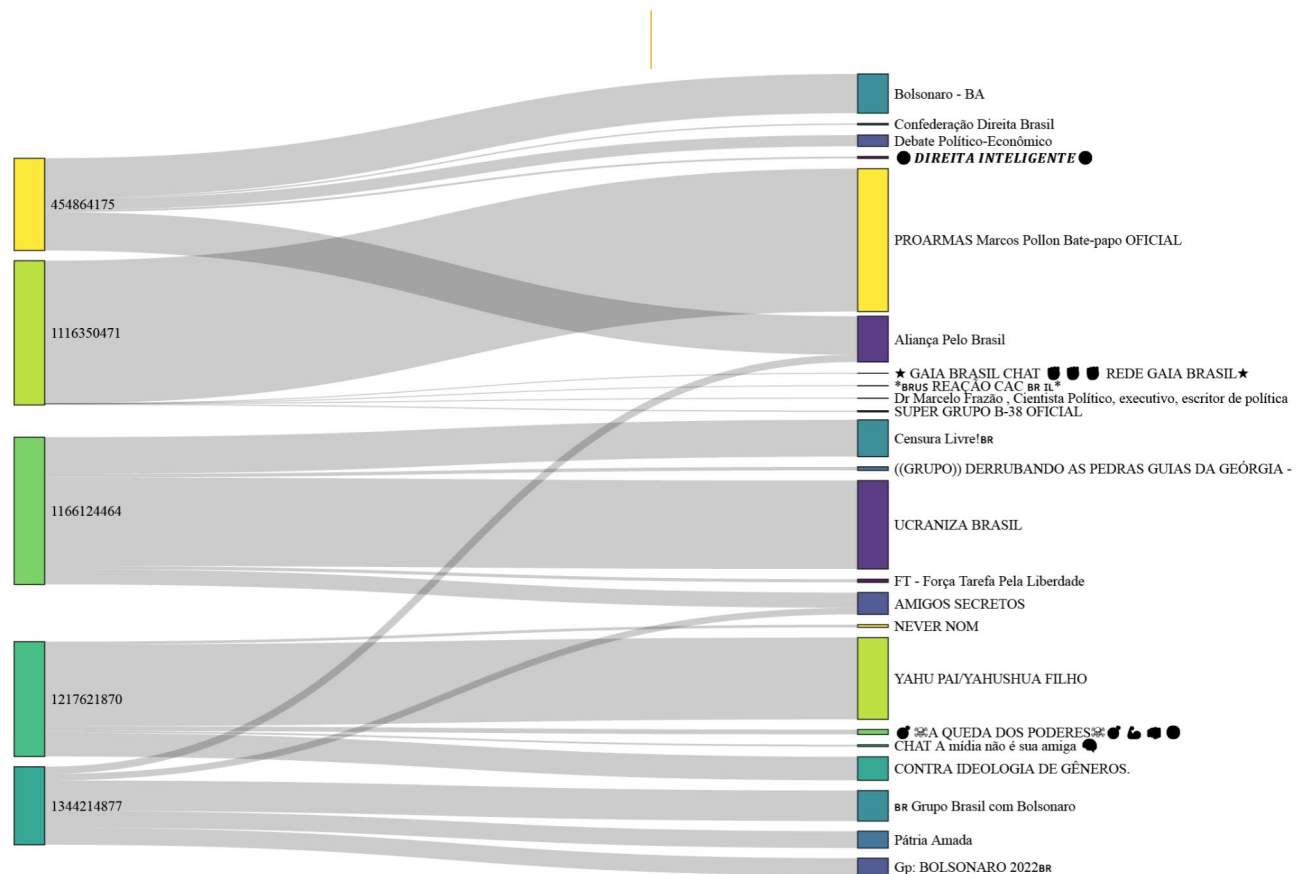 454864175
1116350471
1166124464
1217621870
1344214877
Bolsonaro - BA
Confederação Direita Brasil
Debate Político-Econômico
DIREITA INTELIGENTE
PROARMAS Marcos Pollon Bate-papo OFICIAL
Aliança Pelo Brasil
★ GAIA BRASIL CHAT REDE GAIA BRASIL★
*BRUS REAÇÃO CAC BR IL*
Dr Marcelo Frazão , Cientista Político, executivo, escritor de política
SUPER GRUPO B-38 OFICIAL
Censura Livre!BR
((GRUPO)) DERRUBANDO AS PEDRAS GUIAS DA GEÓRGIA -
UCRANIZA BRASIL
FT - Força Tarefa Pela Liberdade
AMIGOS SECRETOS
NEVER NOM
YAHU PAI/YAHUSHUA FILHO
A QUEDA DOS PODERES
CHAT A mídia não é sua amiga
CONTRA IDEOLOGIA DE GÊNEROS.
BR Grupo Brasil com Bolsonaro
Pátria Amada
Gp: BOLSONARO 2022BR